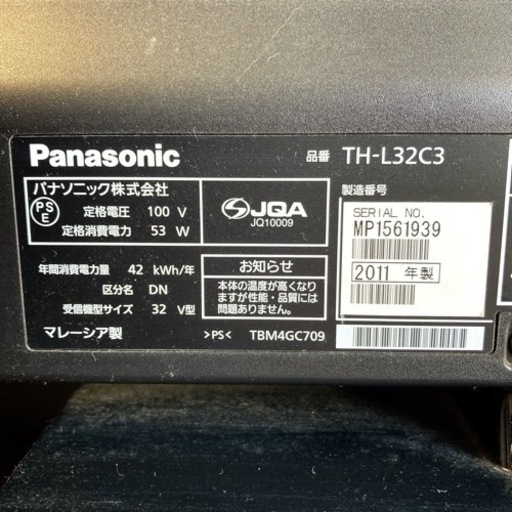 Panasonic
品番 TH-L32C3
パナソニック株式会社
PS
E
定格電圧 100 V
定格消費電力 53 W
JQA
JQ10009
製造番号
SERIAL NO.
MP1561939
2011 年製
年間消費電力量 42 kWh/年
区分名 DN
受信機型サイズ 32 V型
お知らせ
本体の温度が高くなり
ますが性能・品質には
問題ありません。
マレーシア製
>PS< TBM4GC709